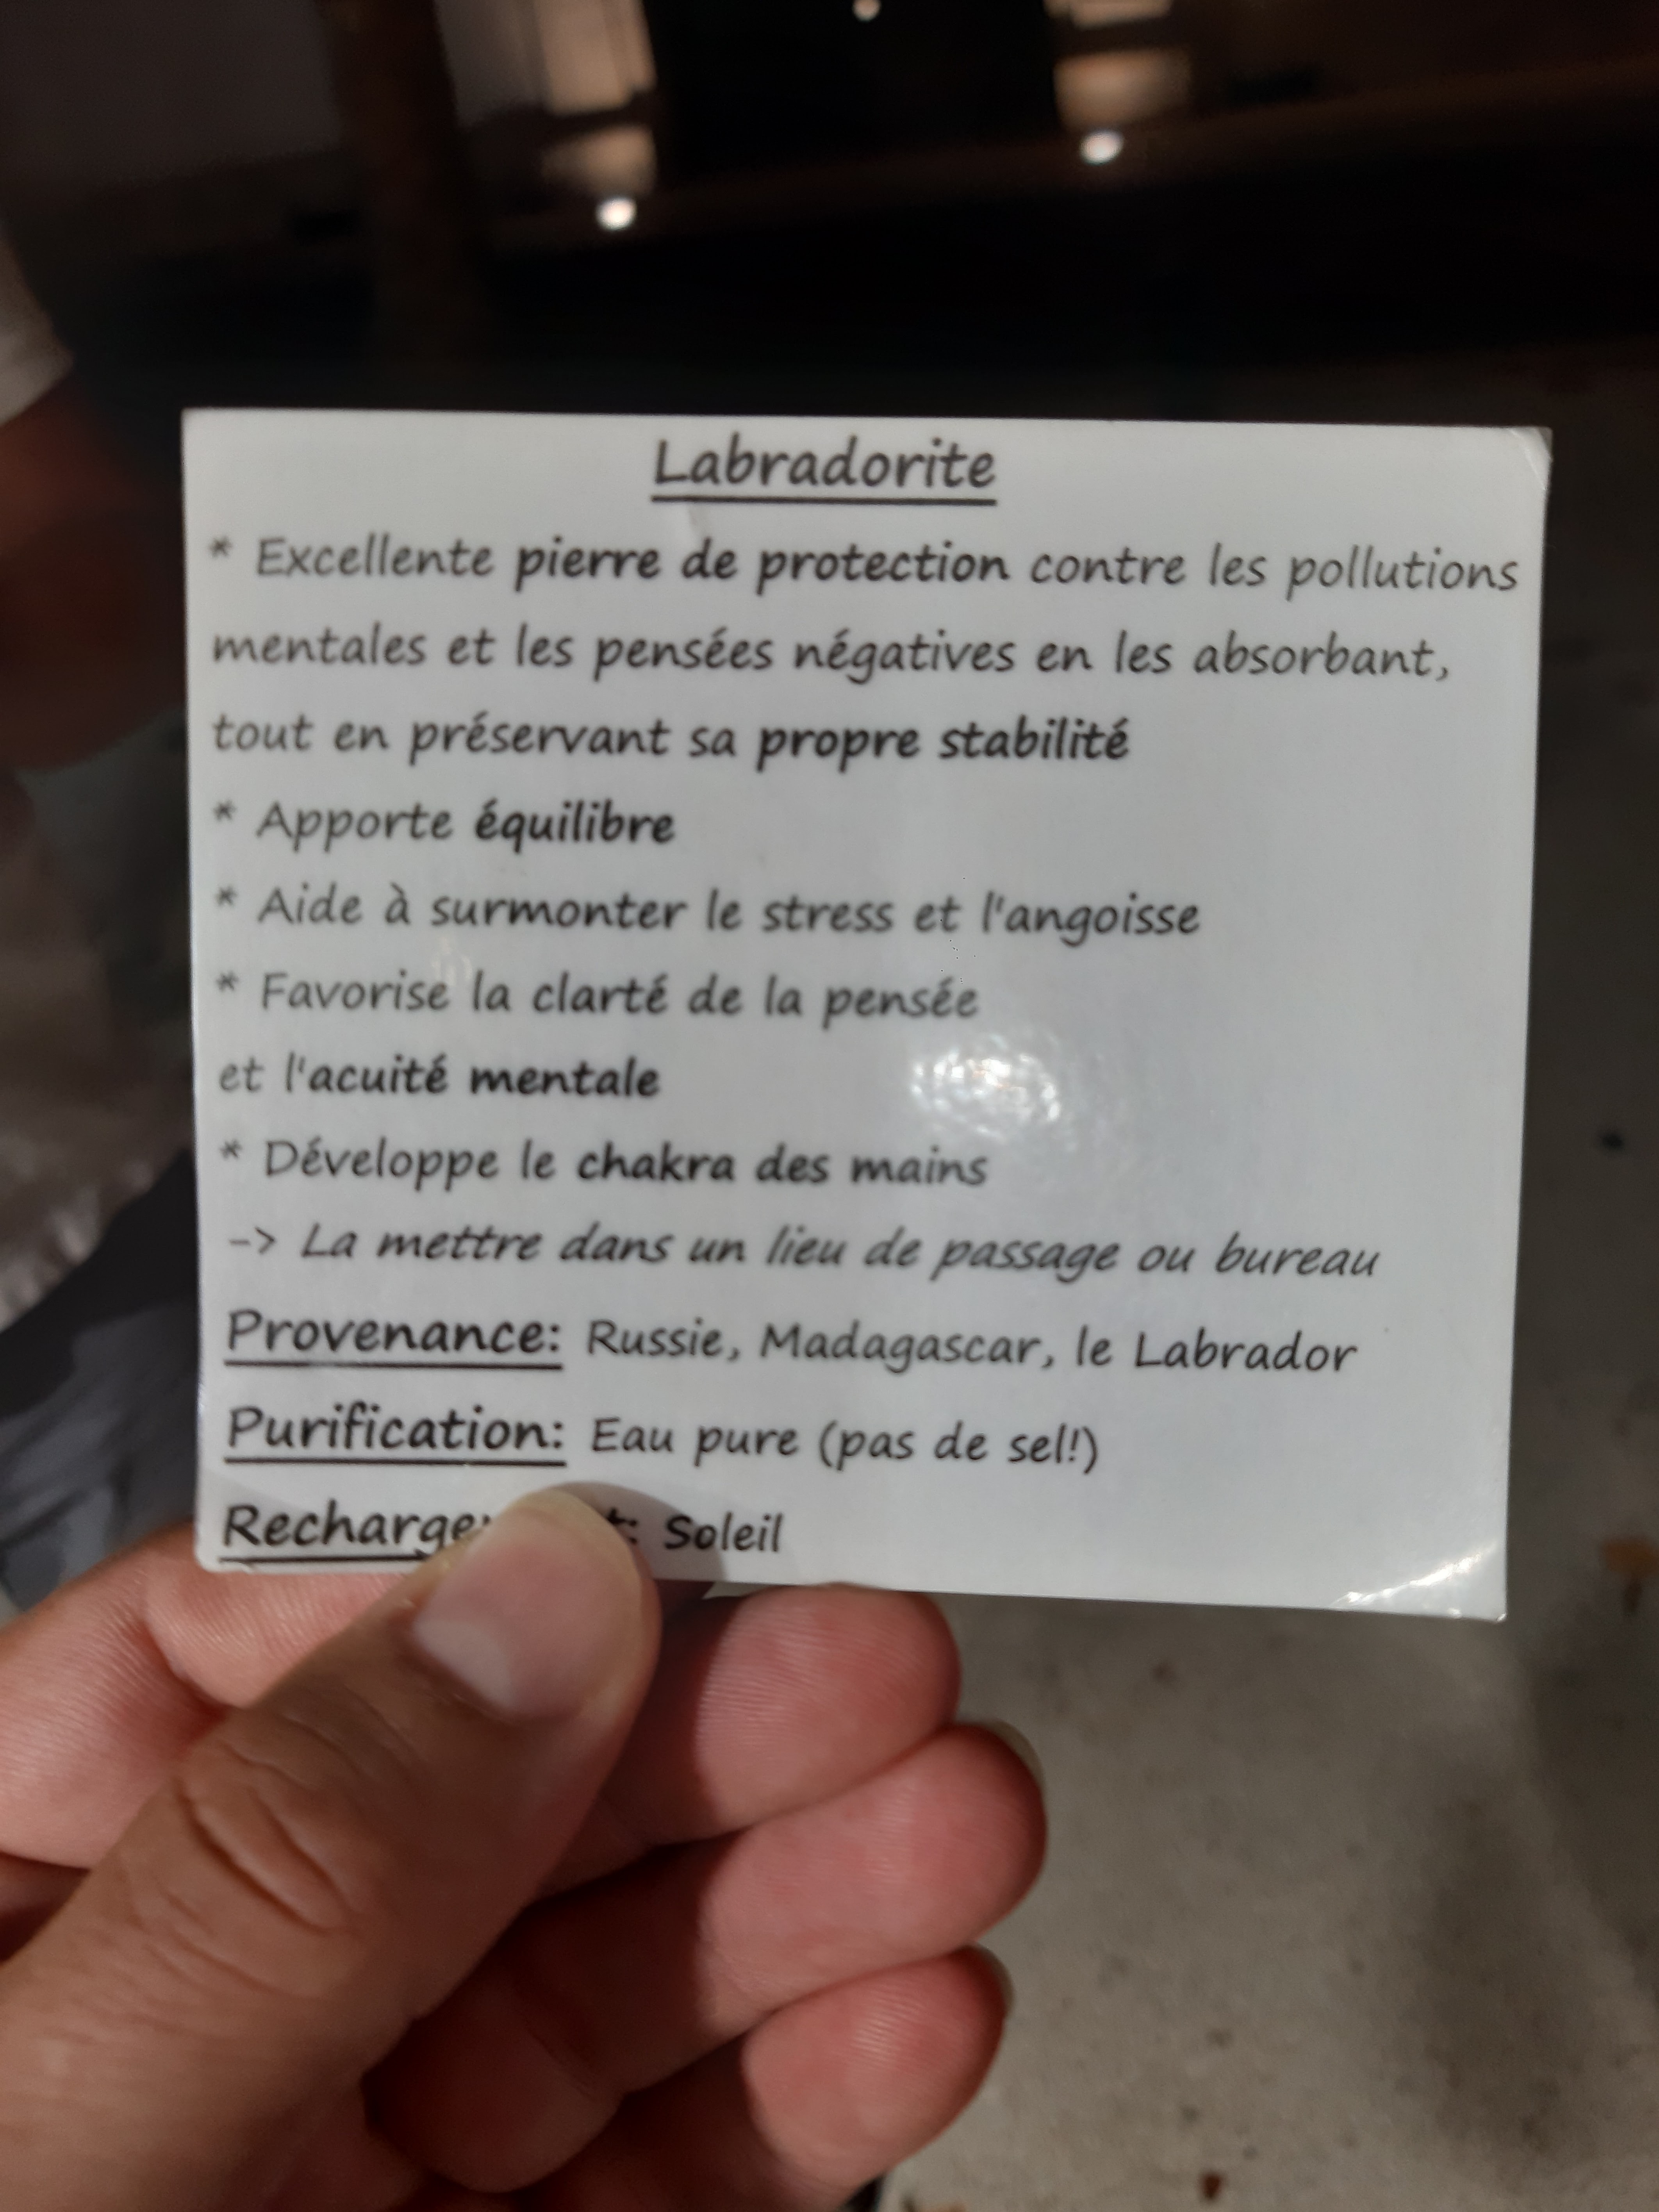 Labradorite
* Excellente pierre de protection contre les pollutions
mentales et les pensées négatives en les absorbant,
tout en préservant sa propre stabilité
* Apporte équilibre
* Aide à surmonter le stress et l'angoisse
* Favorise la clarté de la pensée
et l'acuité mentale
* Développe le chakra des mains
-> La mettre dans un lieu de passage ou bureau
Provenance: Russie, Madagascar, le Labrador
Purification: Eau pure (pas de sel!)
Soleil